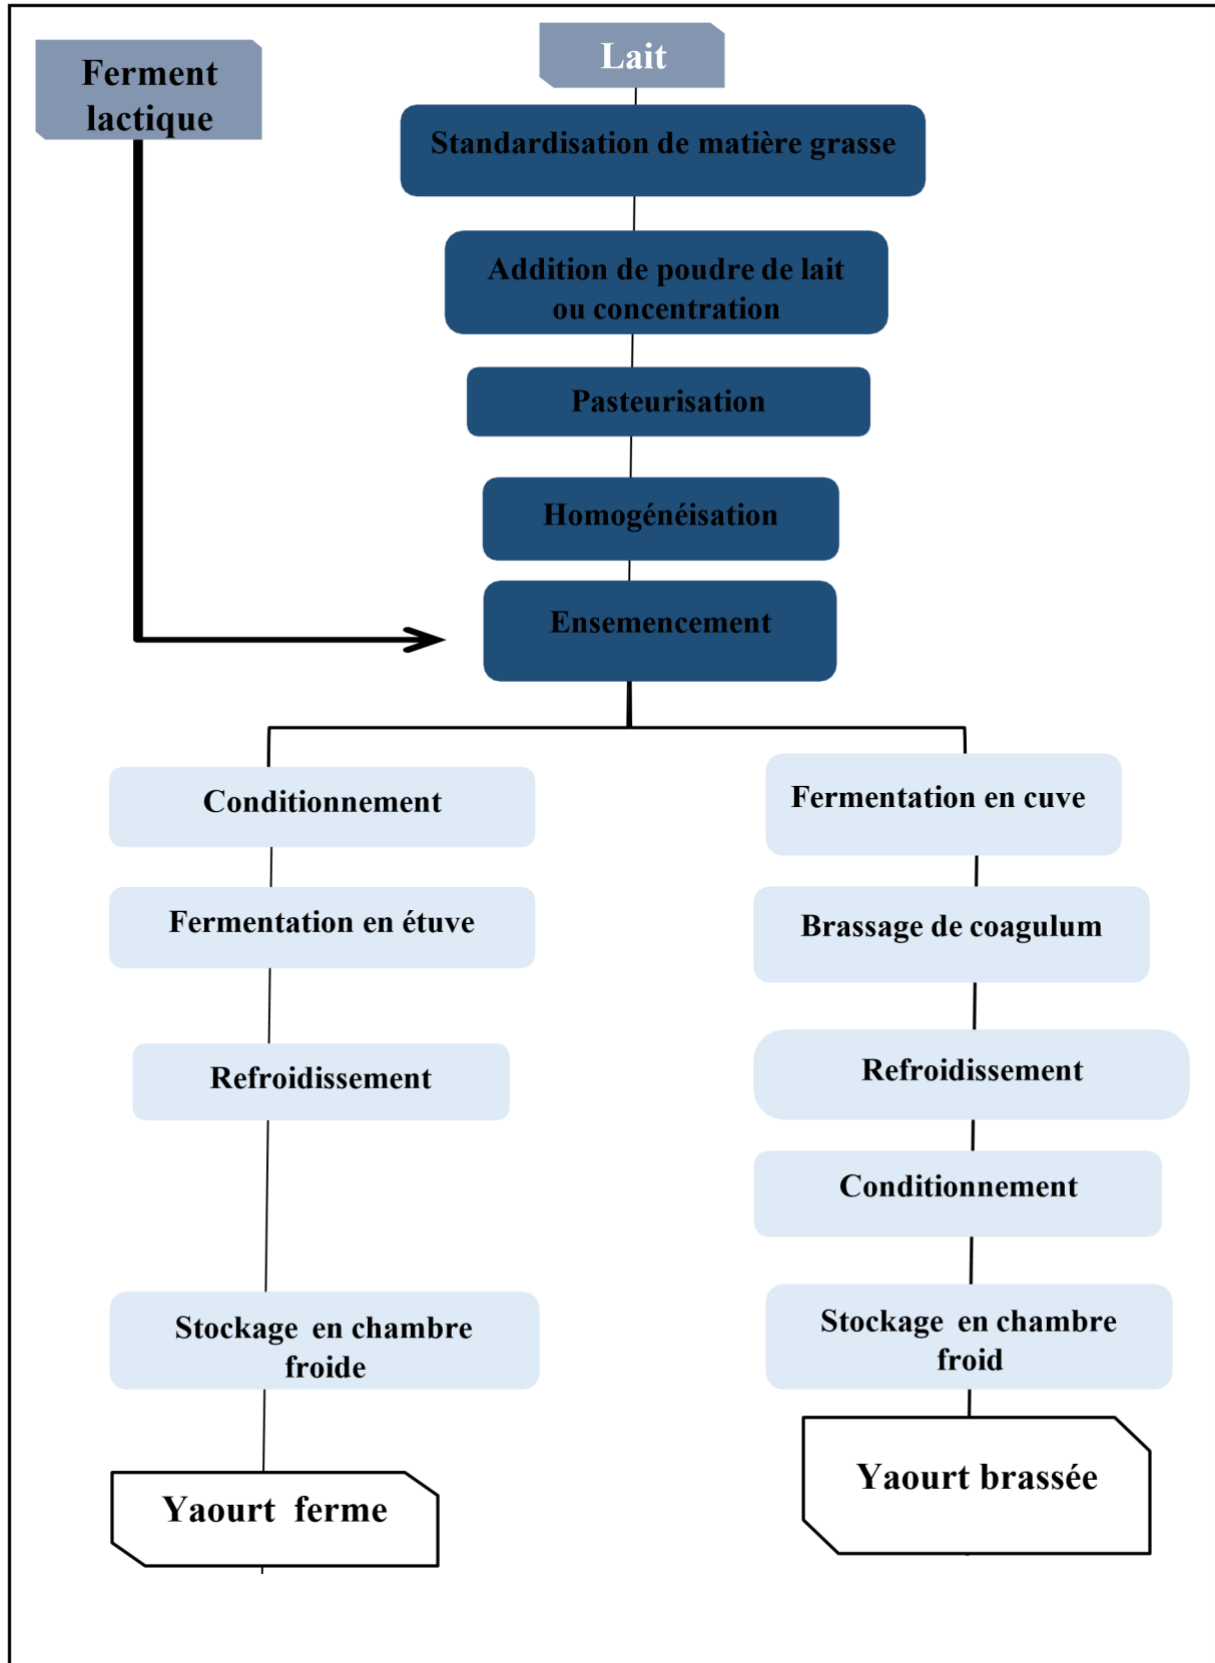 Ferment
lactique
Lait
Standardisation de matière grasse
Addition de poudre de lait
ou concentration
Pasteurisation
Homogénéisation
Ensemencement
Conditionnement
Fermentation en étuve
Refroidissement
Stockage en chambre
froide
Yaourt ferme
Fermentation en cuve
Brassage de coagulum
Refroidissement
Conditionnement
Stockage en chambre
froid
Yaourt brassée